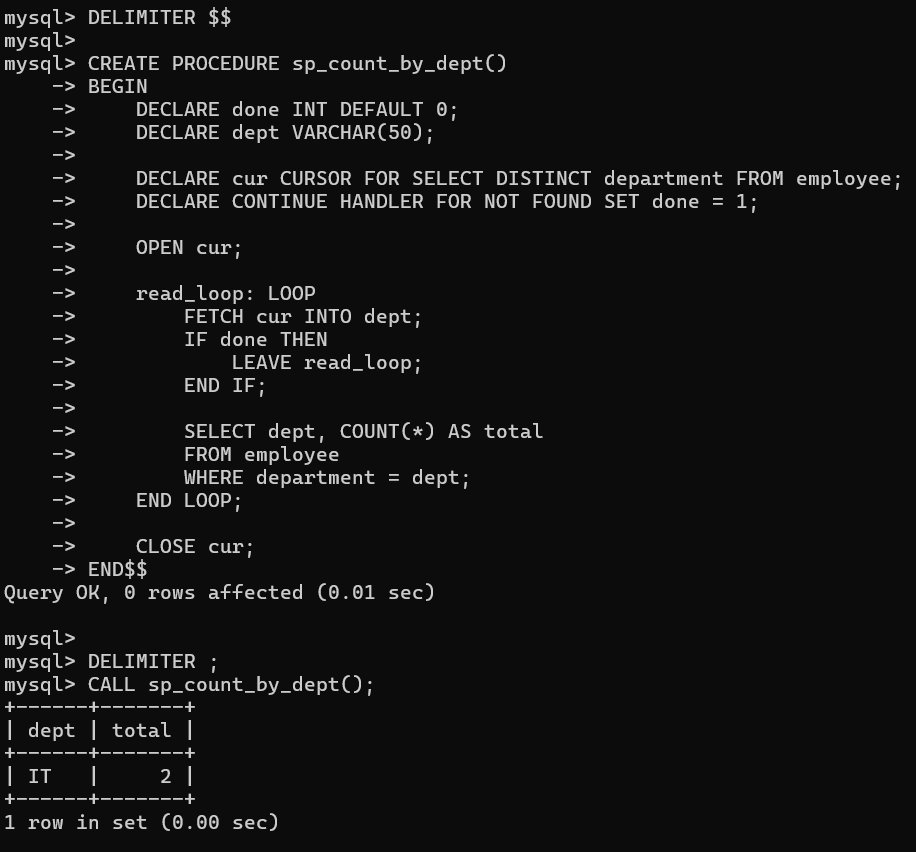 mysql> DELIMITER $$
mysql>
mysql> CREATE PROCEDURE sp_count_by_dept()
    -> BEGIN
    ->     DECLARE done INT DEFAULT 0;
    ->     DECLARE dept VARCHAR(50);
    ->
    ->     DECLARE cur CURSOR FOR SELECT DISTINCT department FROM employee;
    ->     DECLARE CONTINUE HANDLER FOR NOT FOUND SET done = 1;
    ->
    ->     OPEN cur;
    ->
    ->     read_loop: LOOP
    ->         FETCH cur INTO dept;
    ->         IF done THEN
    ->             LEAVE read_loop;
    ->         END IF;
    ->
    ->         SELECT dept, COUNT(*) AS total
    ->         FROM employee
    ->         WHERE department = dept;
    ->     END LOOP;
    ->
    ->     CLOSE cur;
    -> END$$
Query OK, 0 rows affected (0.01 sec)

mysql>
mysql> DELIMITER ;
mysql> CALL sp_count_by_dept();
+------+-------+
| dept | total |
+------+-------+
| IT   |     2 |
+------+-------+
1 row in set (0.00 sec)